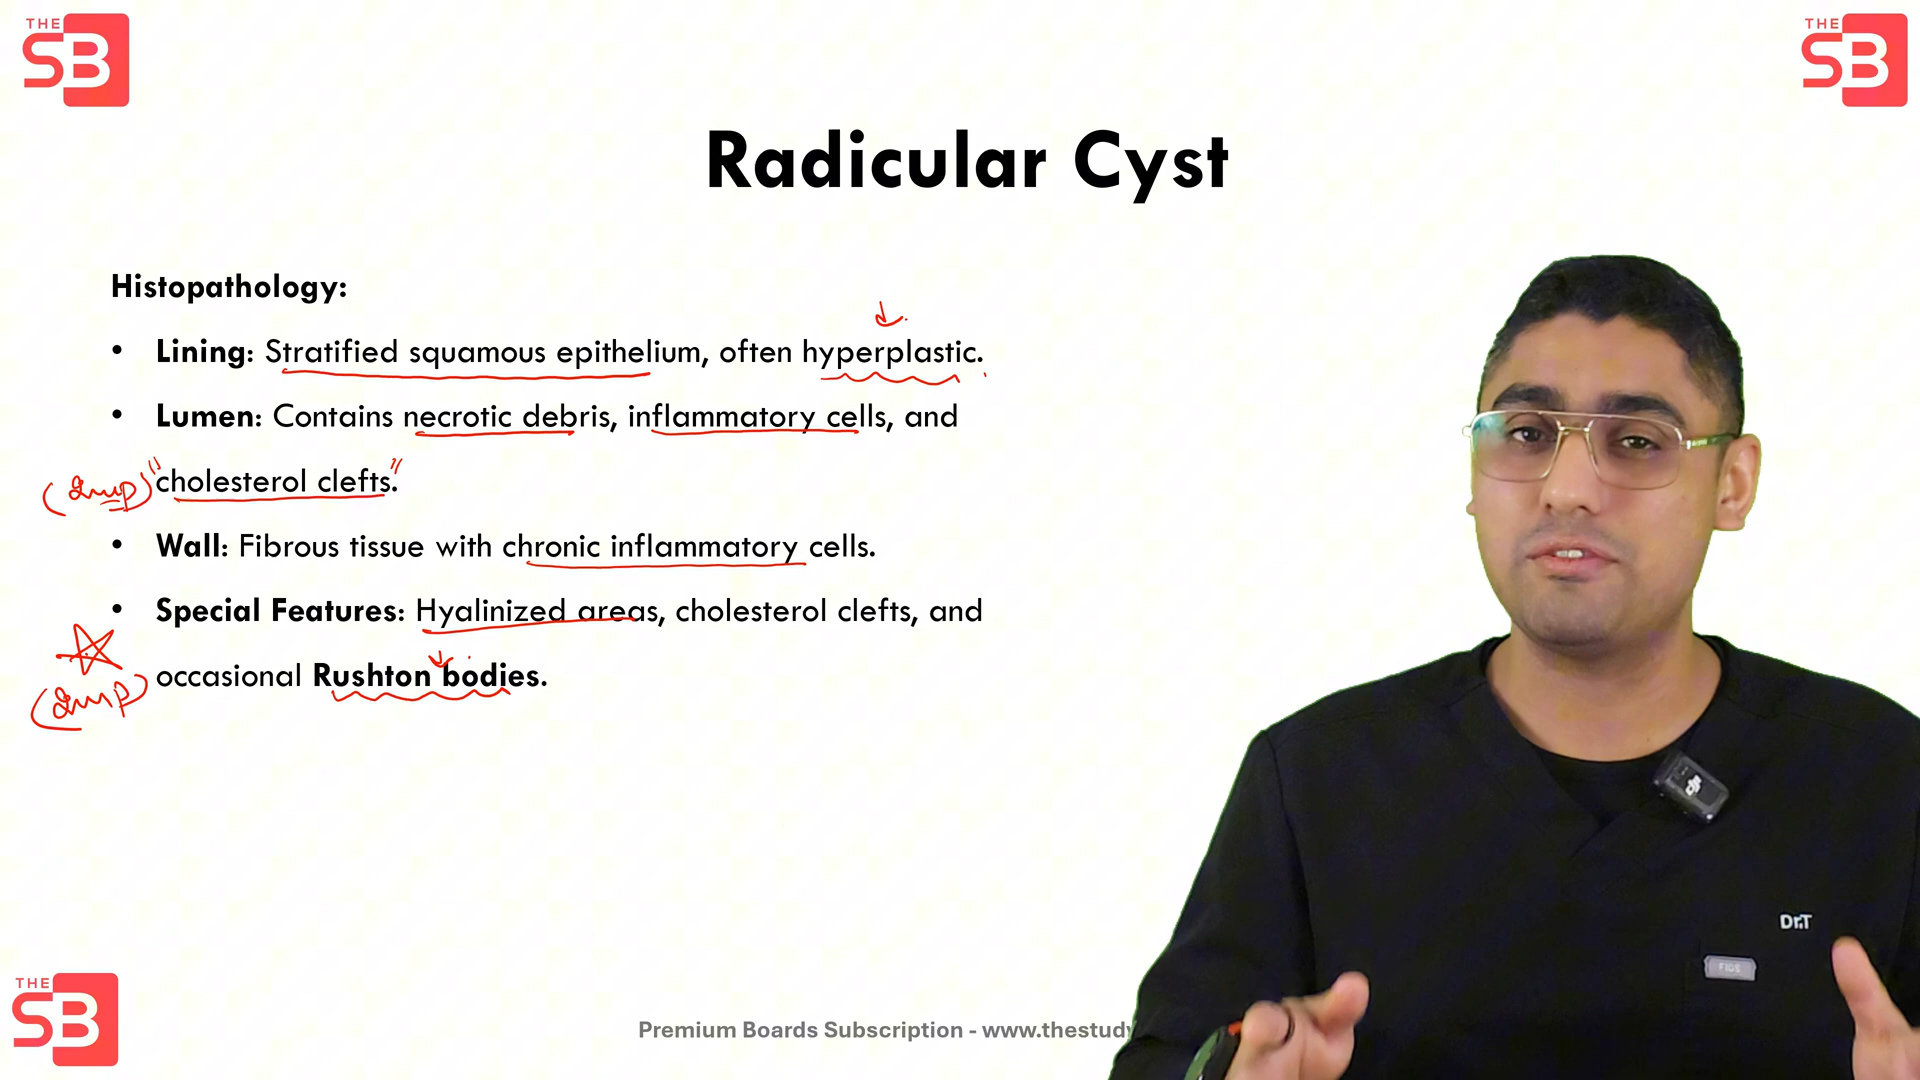 THE
SB
THE
SB
Radicular Cyst
Histopathology:
• Lining: Stratified squamous epithelium, often hyperplastic.
• Lumen: Contains necrotic debris, inflammatory cells, and
(Imp) "cholesterol clefts."
• Wall: Fibrous tissue with chronic inflammatory cells.
• Special Features: Hyalinized areas, cholesterol clefts, and
occasional Rushton bodies.
(Imp)
Dr.T
FIGS
dji
THE
SB
Premium Boards Subscription - www.thestudy